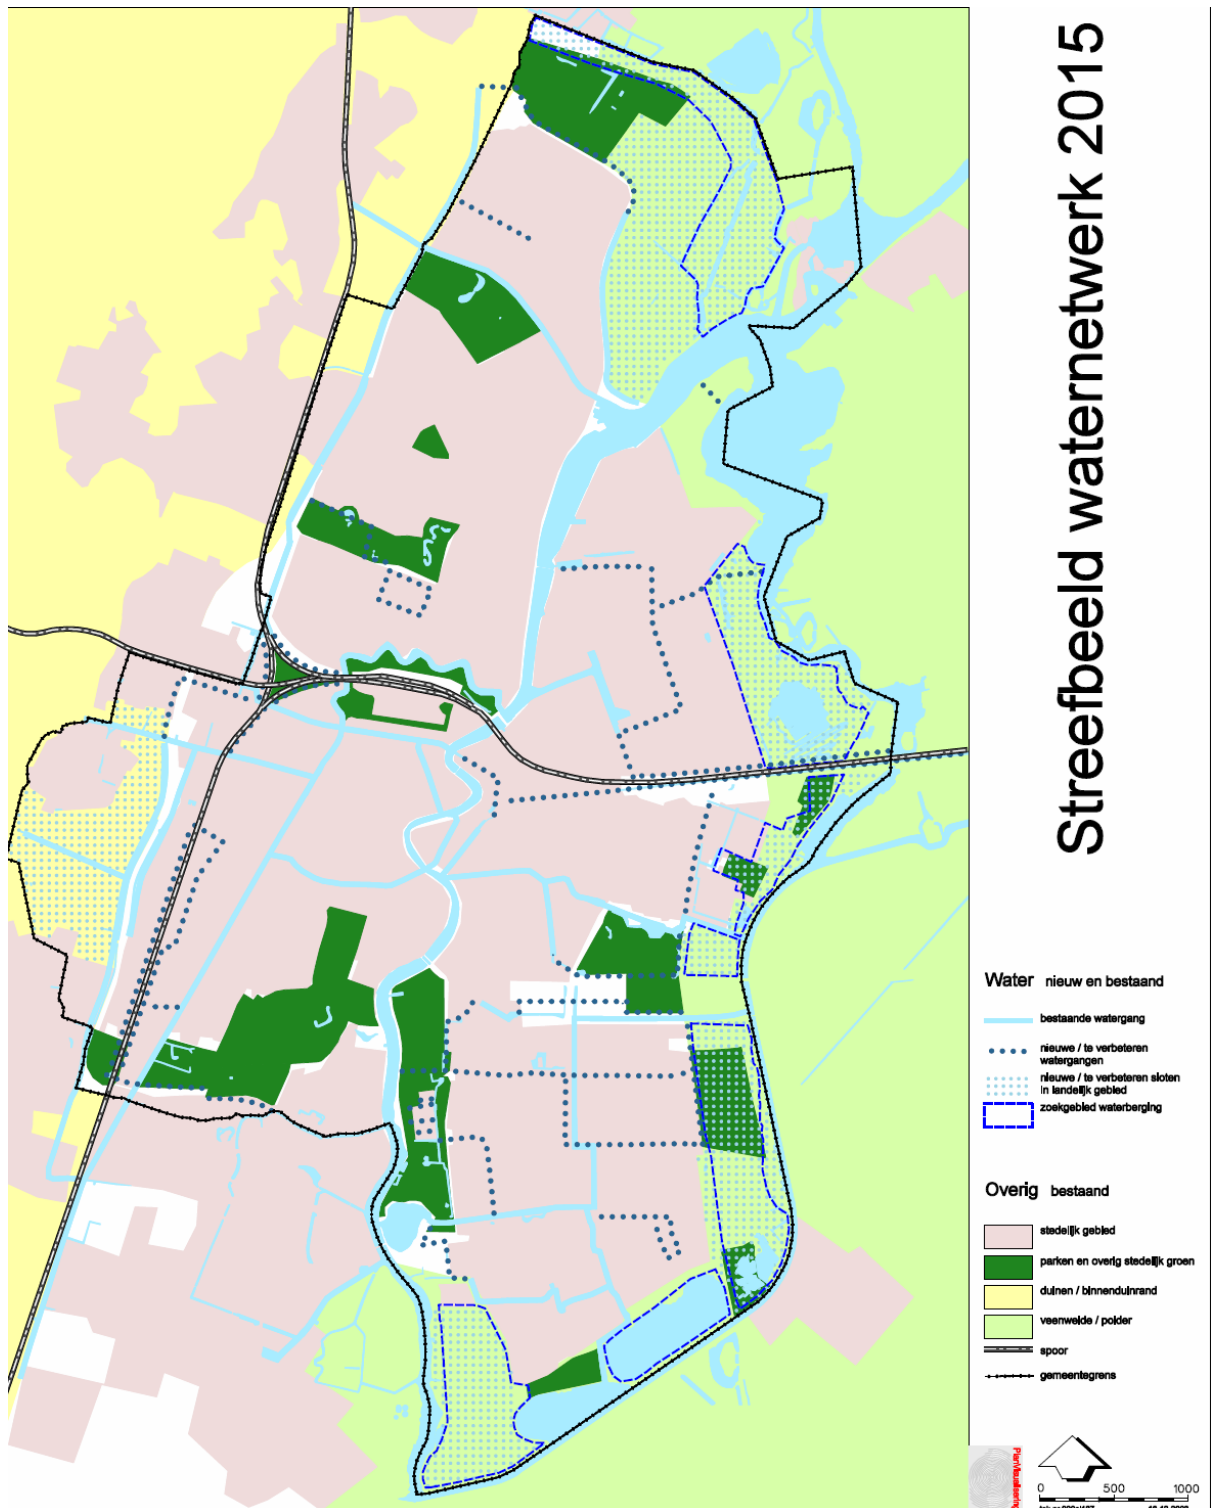 Streefbeeld waternetwerk 2015
Water nieuw en bestaand
bestaande watergang
nieuwe / te verbeteren
watergangen
nieuwe / te verbeteren sloten
in landelijk gebied
zoekgebied waterberging
Overig bestaand
stedelijk gebied
parken en overig stedelijk groen
duinen / binnenduinrand
veenweide / polder
spoor
gemeentegrens
PlanVisualisering
0 500 1000